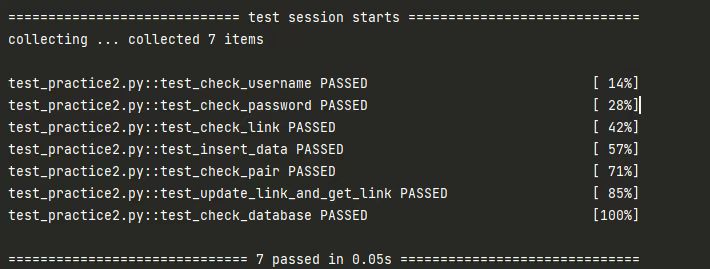 ============================= test session starts =============================
collecting ... collected 7 items
test_practice2.py::test_check_username PASSED [ 14%]
test_practice2.py::test_check_password PASSED [ 28%]
test_practice2.py::test_check_link PASSED [ 42%]
test_practice2.py::test_insert_data PASSED [ 57%]
test_practice2.py::test_check_pair PASSED [ 71%]
test_practice2.py::test_update_link_and_get_link PASSED [ 85%]
test_practice2.py::test_check_database PASSED [100%]
============================== 7 passed in 0.05s ==============================